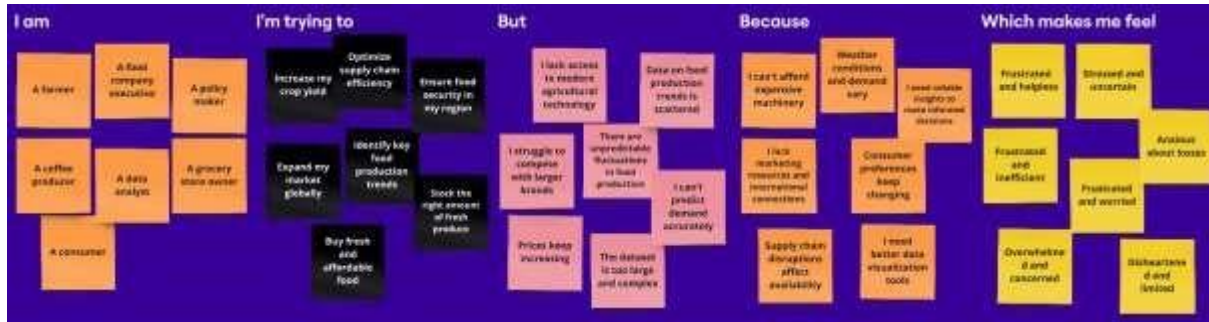 I am
A farmer
A food
company
executive
A policy
maker
A coffee
producer
A data
analyst
A grocery
store owner
A consumer
I'm trying to
Increase my
crop yield
Optimize
supply chain
efficiency
Ensure food
security in
my region
Expand my
market
globally
Identify key
food
production
trends
Stock the
right amount
of fresh
produce
Buy fresh
and
affordable
food
But
I lack access
to modern
agricultural
technology
Data on food
production
trends is
scattered
I struggle to
compete
with larger
brands
There are
unpredictable
fluctuations
in food
production
I can't
predict
demand
accurately
Prices keep
increasing
The dataset
is too large
and complex
Because
I can't afford
expensive
machinery
Weather
conditions
and demand
vary
I need reliable
insights to
make informed
decisions
I lack
marketing
resources and
international
connections
Consumer
preferences
keep
changing
Supply chain
disruptions
affect
availability
I need
better data
visualization
tools
Which makes me feel
Frustrated
and helpless
Stressed and
uncertain
Frustrated
and
inefficient
Anxious
about losses
Frustrated
and worried
Overwhelme
d and
concerned
Disheartene
d and
limited